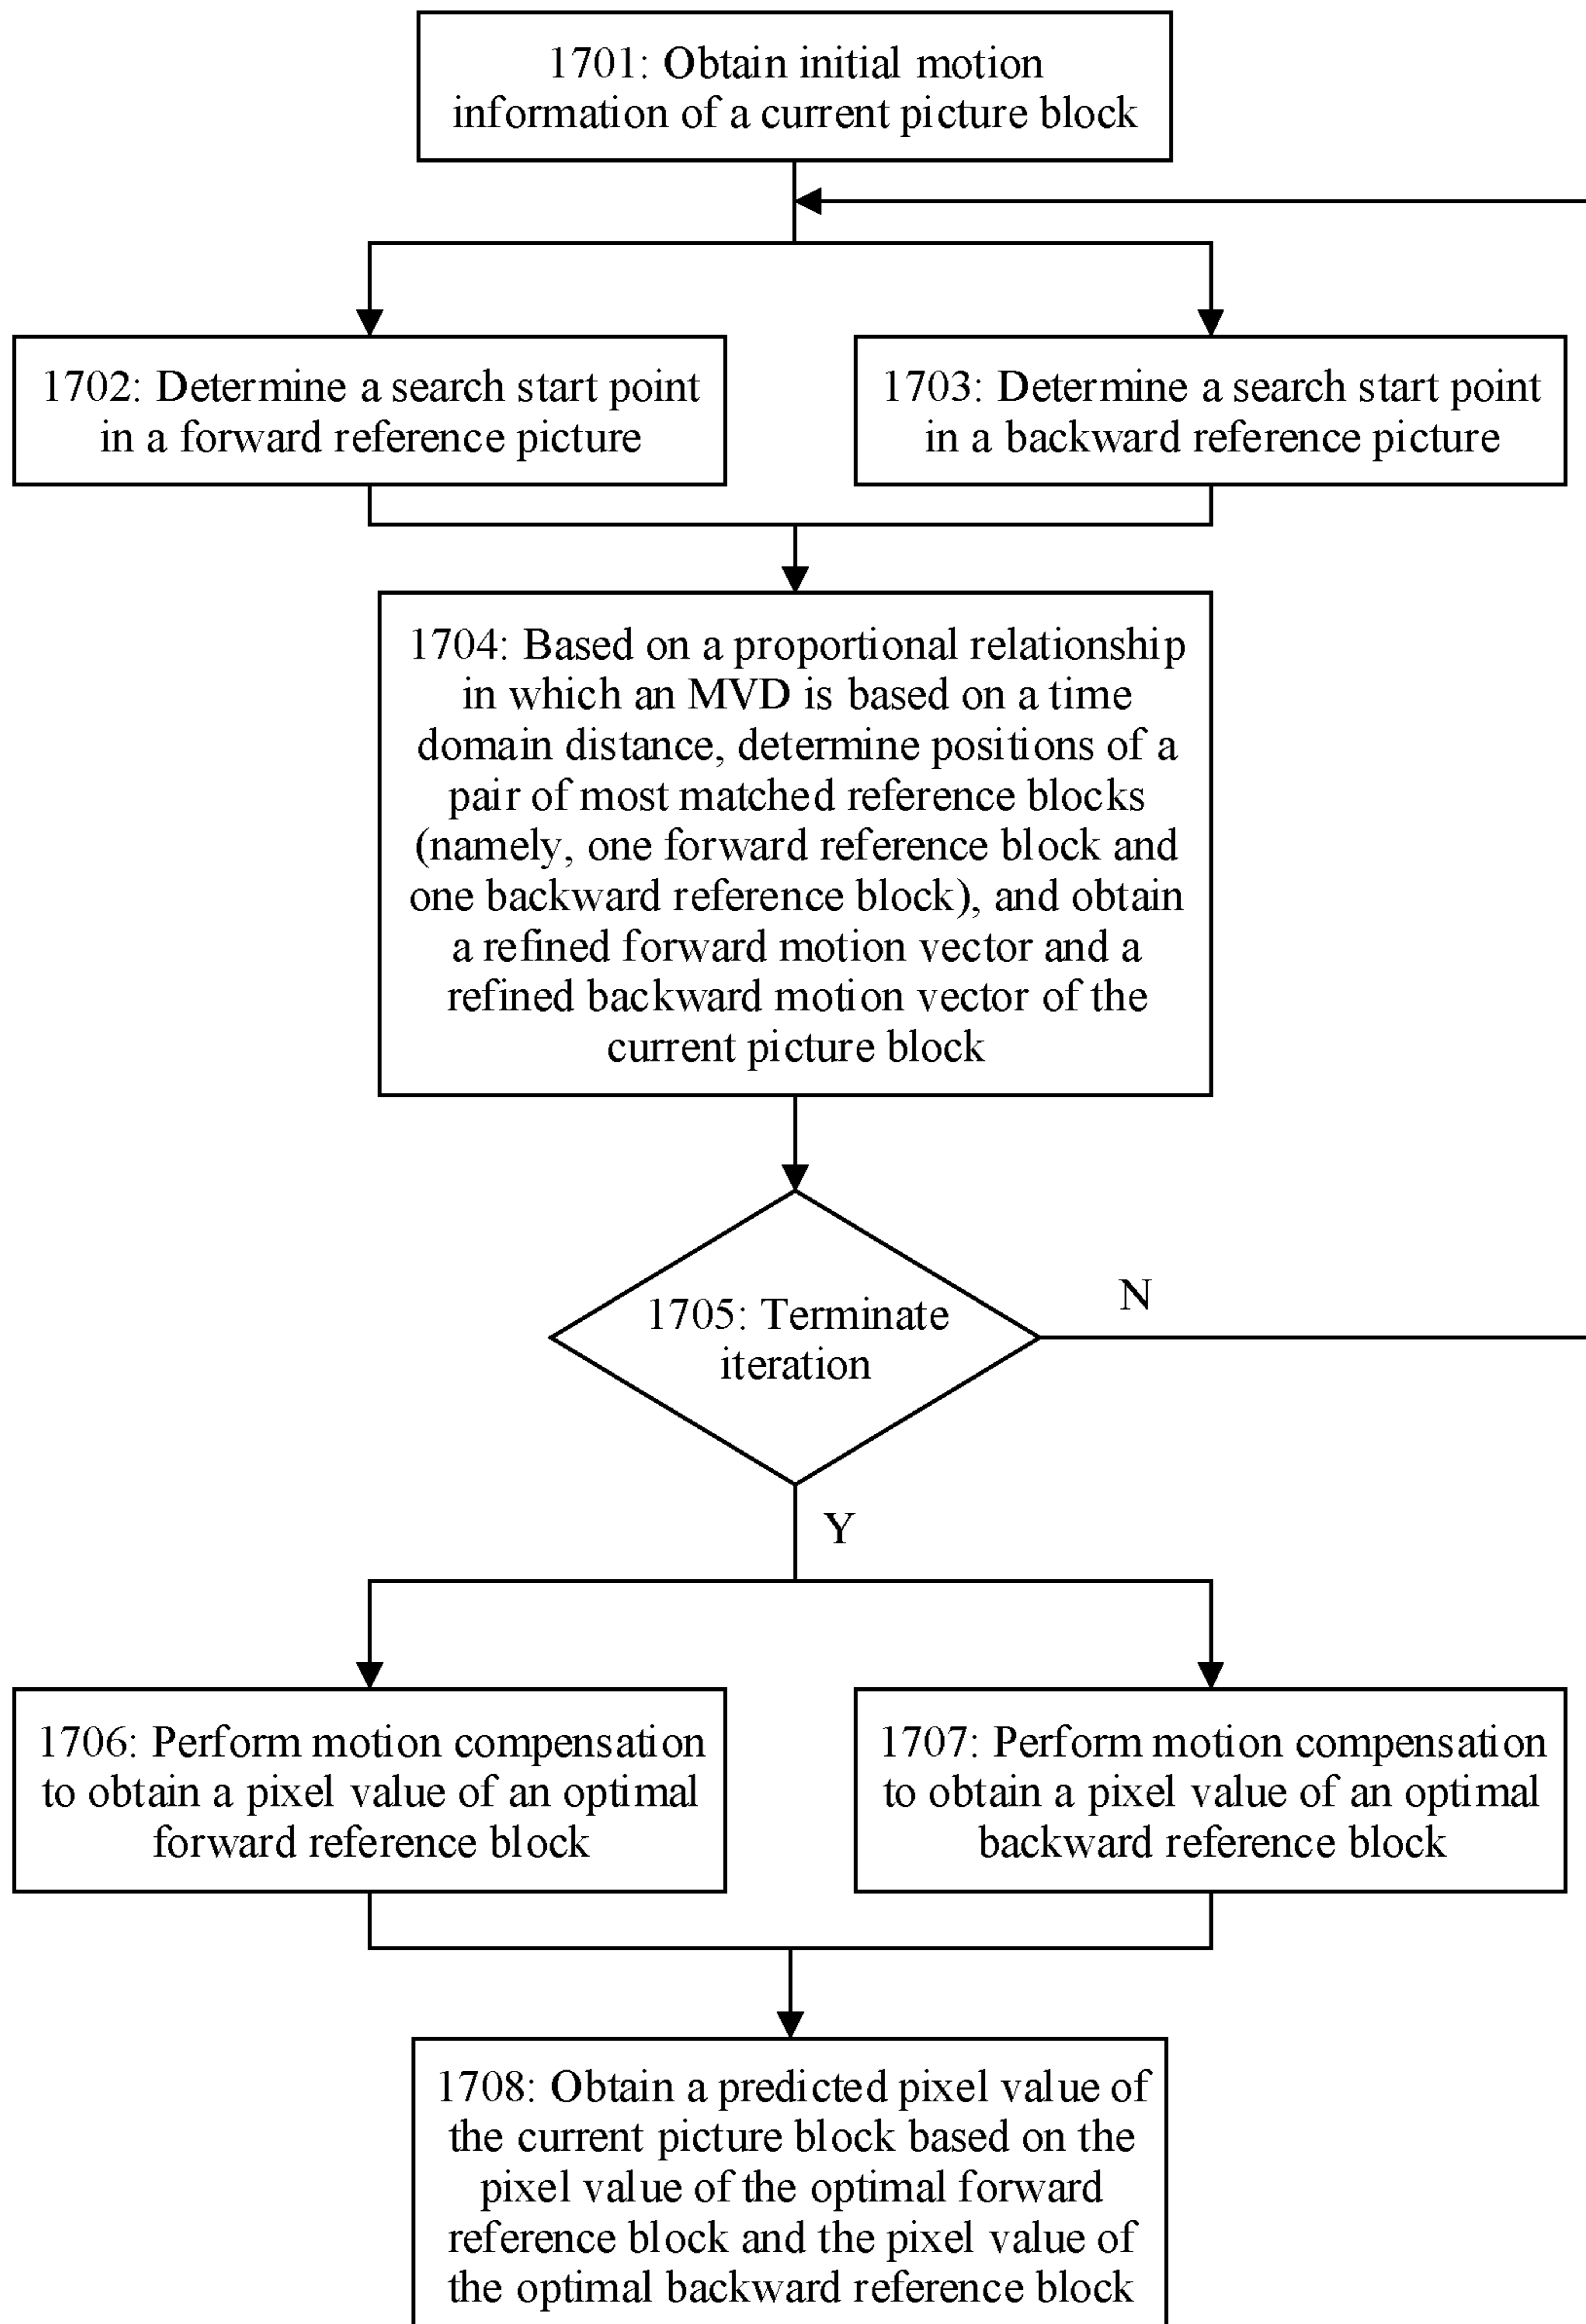 1701: Obtain initial motion
information of a current picture block
1702: Determine a search start point
in a forward reference picture
1703: Determine a search start point
in a backward reference picture
1704: Based on a proportional relationship
in which an MVD is based on a time
domain distance, determine positions of a
pair of most matched reference blocks
(namely, one forward reference block and
one backward reference block), and obtain
a refined forward motion vector and a
refined backward motion vector of the
current picture block
1705: Terminate
iteration
N
Y
1706: Perform motion compensation
to obtain a pixel value of an optimal
forward reference block
1707: Perform motion compensation
to obtain a pixel value of an optimal
backward reference block
1708: Obtain a predicted pixel value of
the current picture block based on the
pixel value of the optimal forward
reference block and the pixel value of
the optimal backward reference block